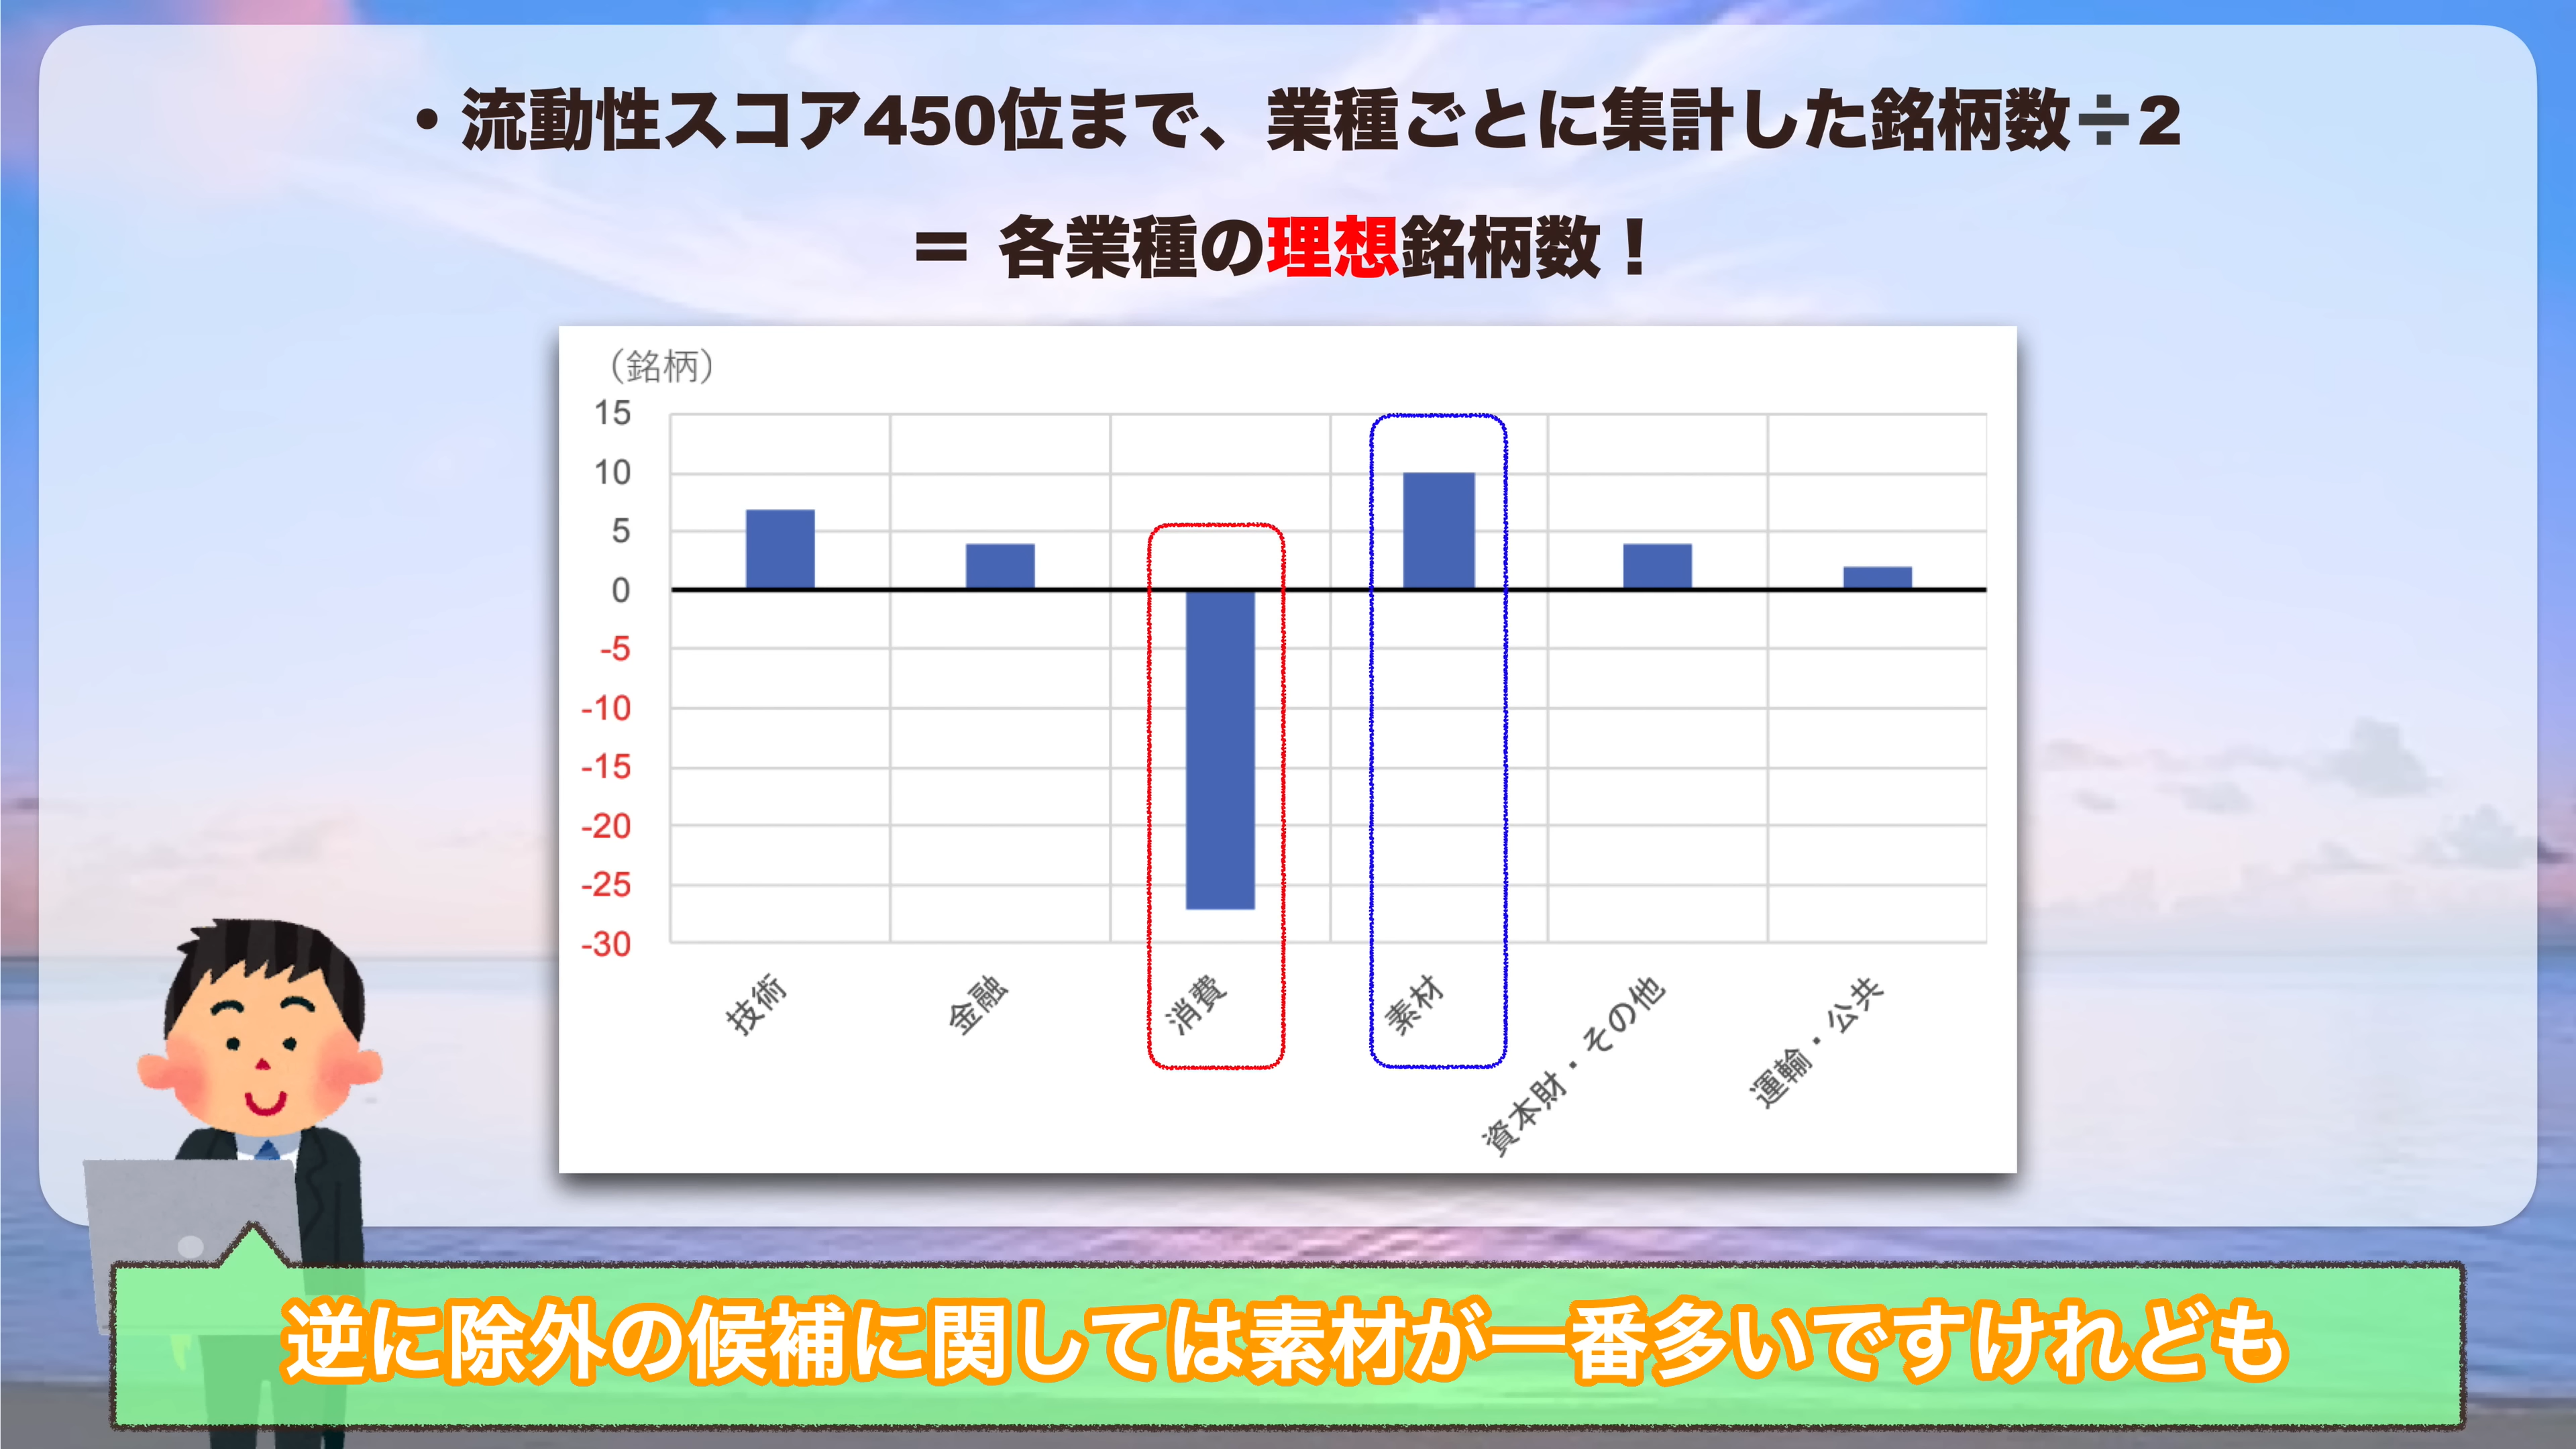 ・流動性スコア450位まで、業種ごとに集計した銘柄数÷2
＝ 各業種の理想銘柄数！
（銘柄）
15
10
5
0
-5
-10
-15
-20
-25
-30
技術
金融
消費
素材
資本財・その他
運輸・公共
逆に除外の候補に関しては素材が一番多いですけれども